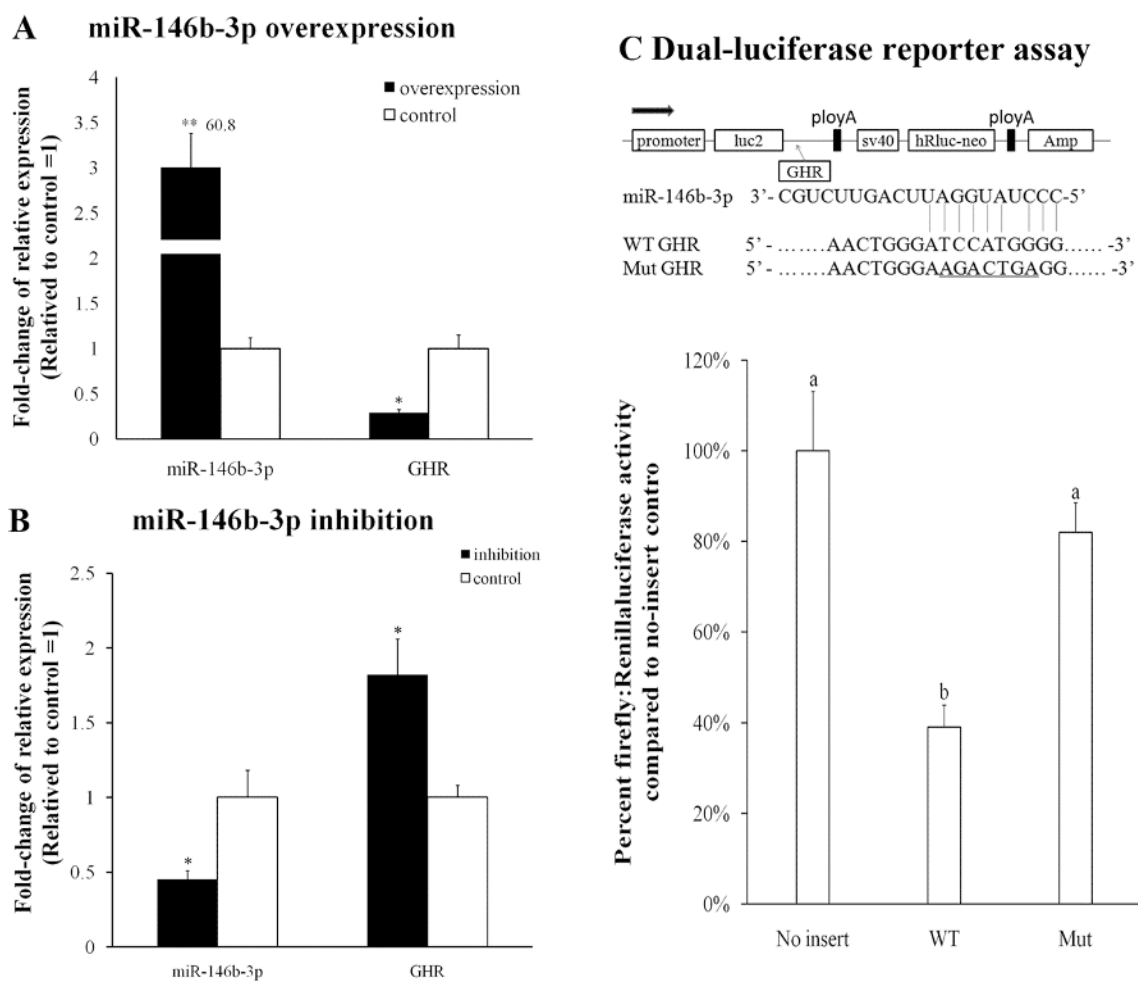 A miR-146b-3p overexpression
Fold-change of relative expression
(Relatived to control =1)
4
3.5
3
2
1.5
1
0.5
0
** 60.8
*
overexpression
control
miR-146b-3p
GHR
B miR-146b-3p inhibition
Fold-change of relative expression
(Relatived to control =1)
2.5
2
1.5
1
0.5
0
*
*
inhibition
control
miR-146b-3p
GHR
C Dual-luciferase reporter assay
ployA ployA
promoter luc2 sv40 hRluc-neo Amp
GHR
miR-146b-3p 3'- CGUCUUGACUUAGGUAUCCC-5'
WT GHR 5' - …….AACTGGGATCCATGGGG…… -3'
Mut GHR 5' - …….AACTGGGAAGACTGAGG…… -3'
Percent firefly:Renillaluciferase activity
compared to no-insert contro
120%
100%
80%
60%
40%
20%
0%
a
b
a
No insert
WT
Mut